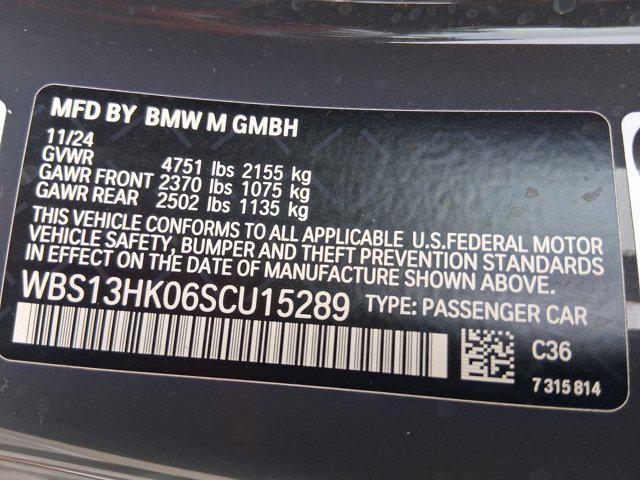 MFD BY BMW M GMBH
11/24
GVWR 4751 lbs 2155 kg
GAWR FRONT 2370 lbs 1075 kg
GAWR REAR 2502 lbs 1135 kg
THIS VEHICLE CONFORMS TO ALL APPLICABLE U.S.FEDERAL MOTOR
VEHICLE SAFETY, BUMPER AND THEFT PREVENTION STANDARDS
IN EFFECT ON THE DATE OF MANUFACTURE SHOWN ABOVE.
WBS13HK06SCU15289 TYPE: PASSENGER CAR
C36
7 315 814